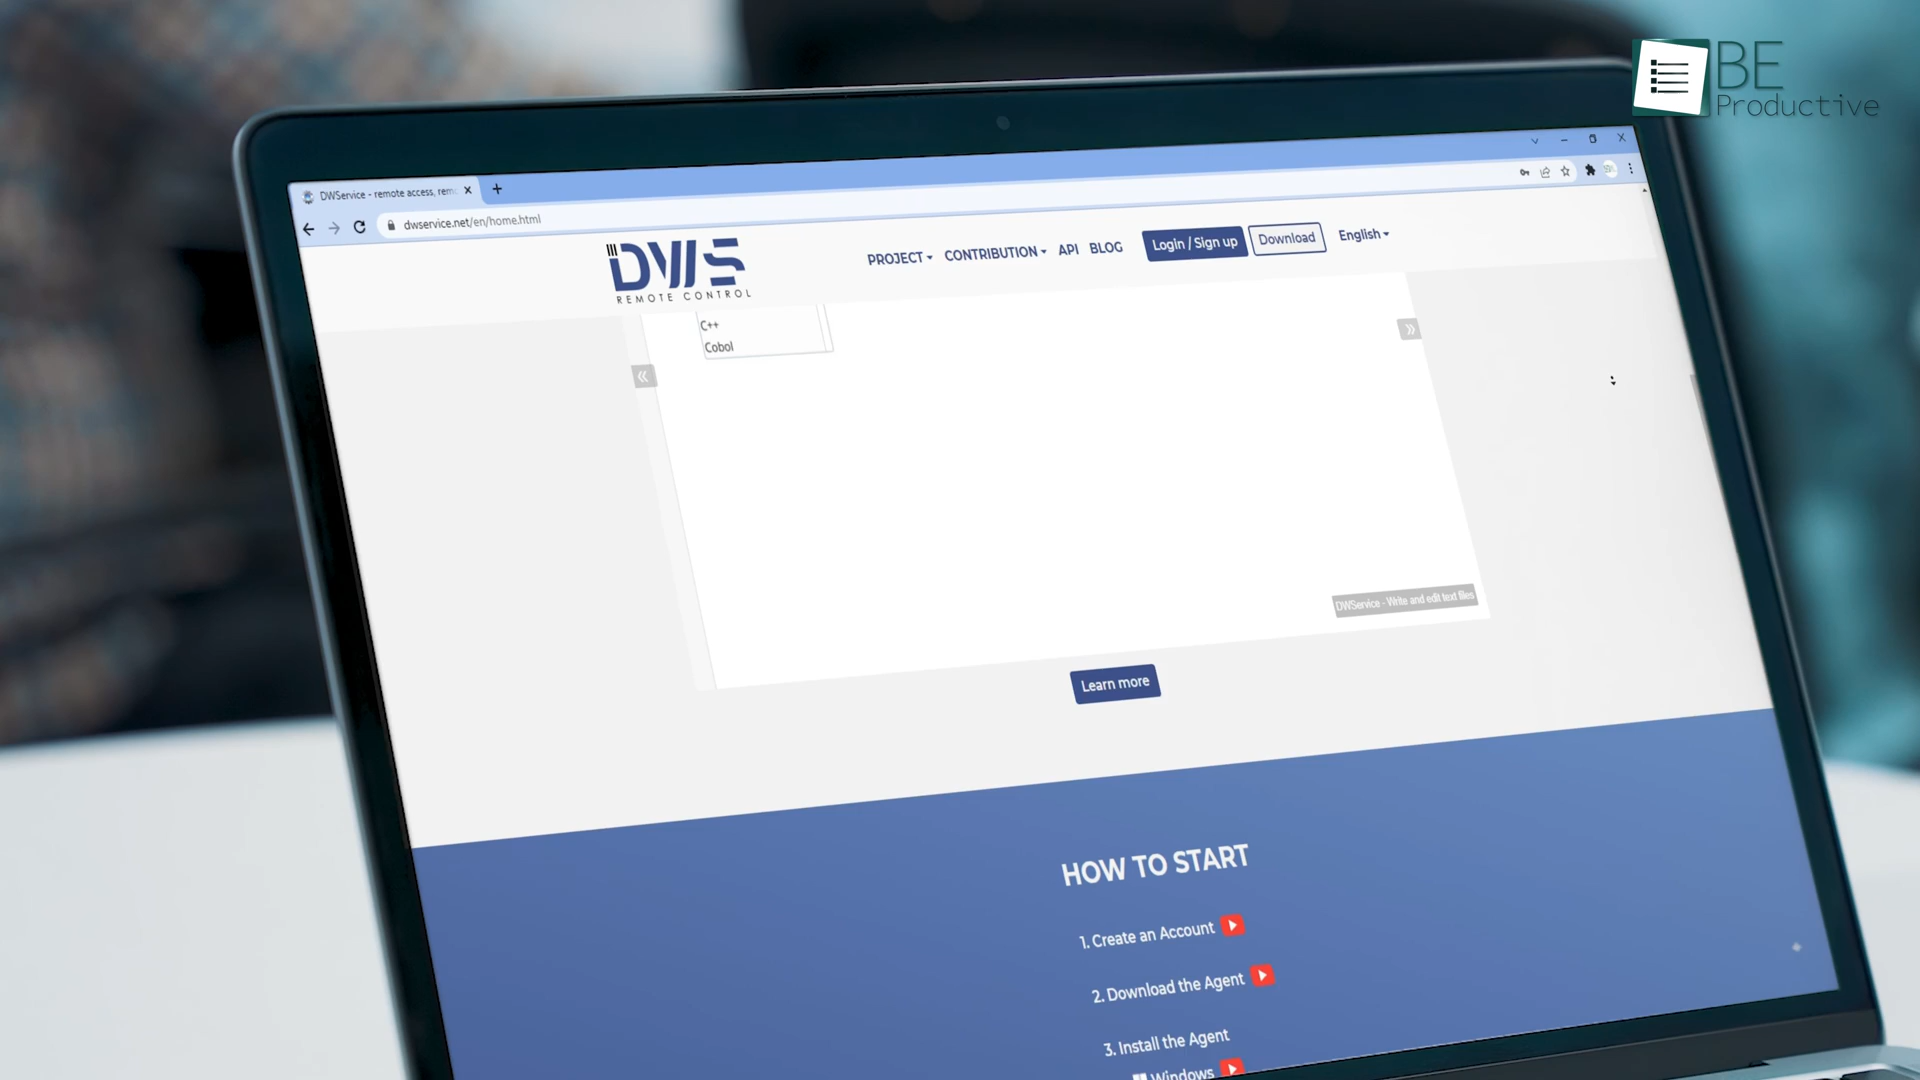 BE
Productive
DWService - remote access, rem
dwservice.net/en/home.html
DWS
REMOTE CONTROL
PROJECT CONTRIBUTION API BLOG Login / Sign up Download English
C++
Cobol
«
»
DWService - Write and edit text files
Learn more
HOW TO START
1. Create an Account
2. Download the Agent
3. Install the Agent
Windows